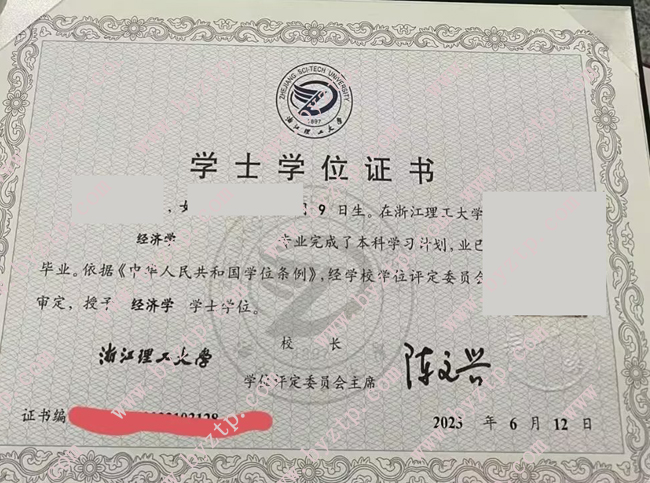 ZHEJIANG SCI-TECH UNIVERSITY
1897
浙江理工大学
学士学位证书
，女
9 日生。在浙江理工大学
经济学 专业完成了本科学习计划，业已
毕业。依据《中华人民共和国学位条例》，经学校学位评定委员会
审定，授予 经济学 学士学位。
浙江理工大学
校 长
学位评定委员会主席
陈文兴
证书编
2023 年 6 月 12 日